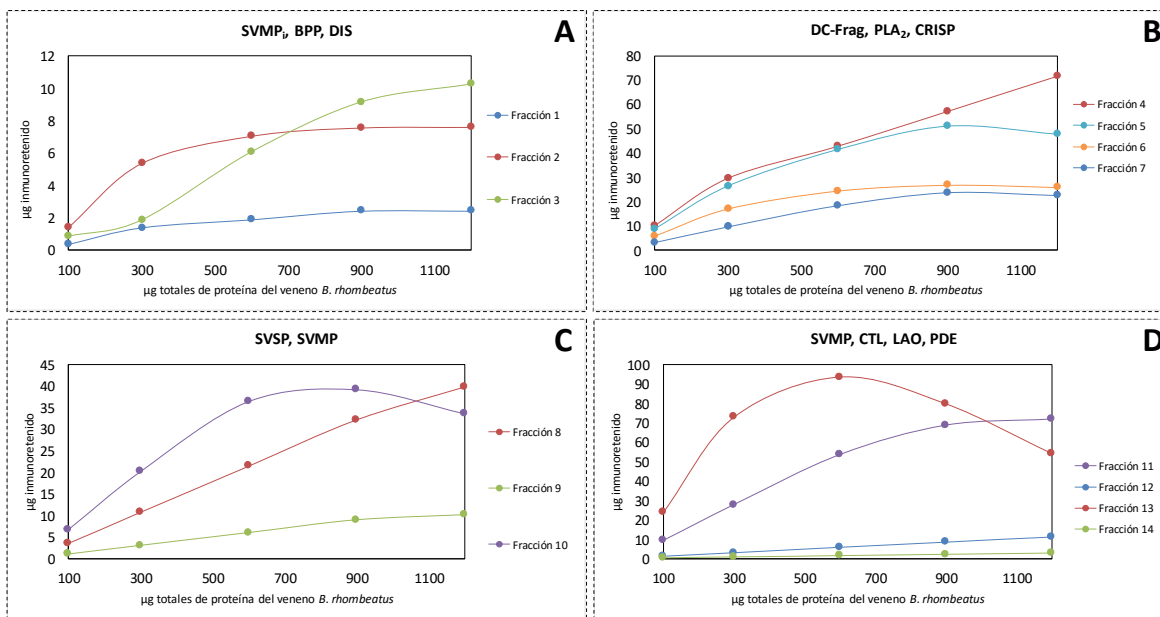 SVMPᵢ, BPP, DIS
A
12
10
8
6
4
2
0
100 300 500 700 900 1100
µg inmunoretenido
µg totales de proteína del veneno B. rhombeatus
Fracción 1
Fracción 2
Fracción 3
DC-Frag, PLA₂, CRISP
B
80
70
60
50
40
30
20
10
0
100 300 500 700 900 1100
µg inmunoretenido
µg totales de proteína del veneno B. rhombeatus
Fracción 4
Fracción 5
Fracción 6
Fracción 7
SVSP, SVMP
C
45
40
35
30
25
20
15
10
5
0
100 300 500 700 900 1100
µg inmunoretenido
µg totales de proteína del veneno B. rhombeatus
Fracción 8
Fracción 9
Fracción 10
SVMP, CTL, LAO, PDE
D
100
90
80
70
60
50
40
30
20
10
0
100 300 500 700 900 1100
µg inmunoretenido
µg totales de proteína del veneno B. rhombeatus
Fracción 11
Fracción 12
Fracción 13
Fracción 14